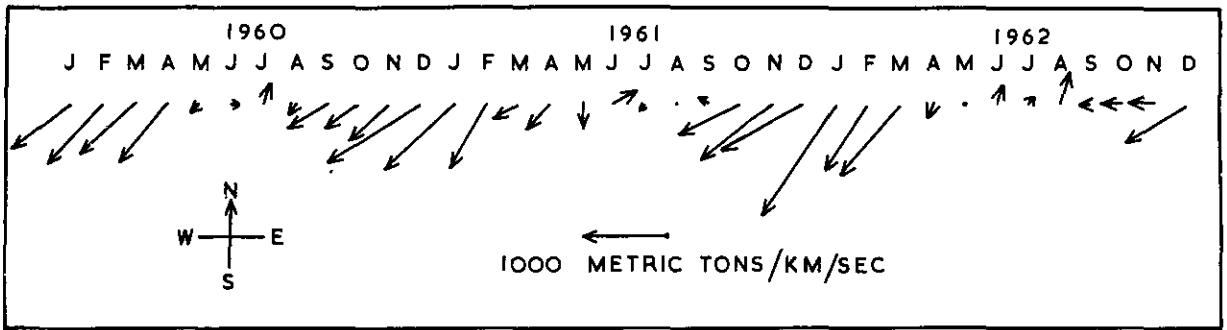 1960 1961 1962
J F M A M J J A S O N D J F M A M J J A S O N D J F M A M J J A S O N D
N
W E
S
1000 METRIC TONS/KM/SEC